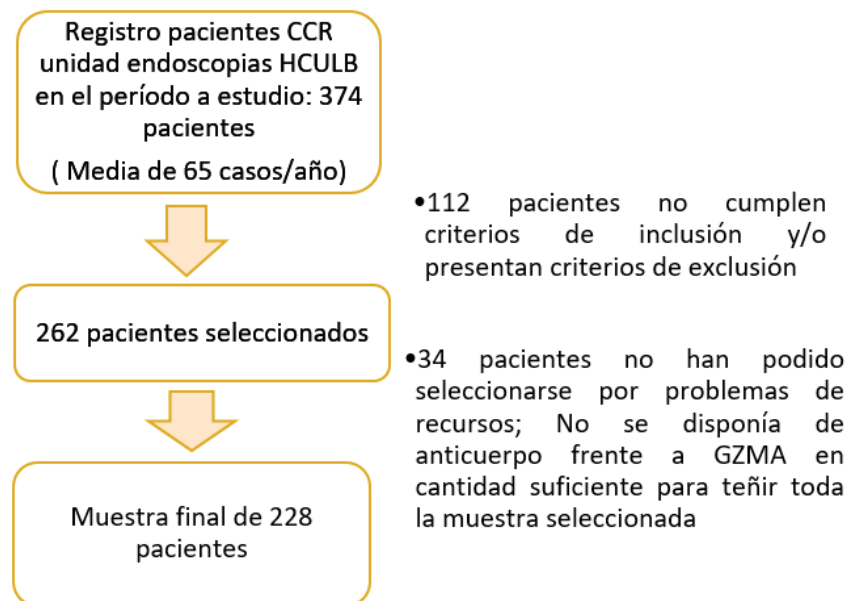 Registro pacientes CCR
unidad endoscopias HCULB
en el período a estudio: 374
pacientes
( Media de 65 casos/año)
•112 pacientes no cumplen
criterios de inclusión y/o
presentan criterios de exclusión
262 pacientes seleccionados
•34 pacientes no han podido
seleccionarse por problemas de
recursos; No se disponía de
anticuerpo frente a GZMA en
cantidad suficiente para teñir toda
la muestra seleccionada
Muestra final de 228
pacientes